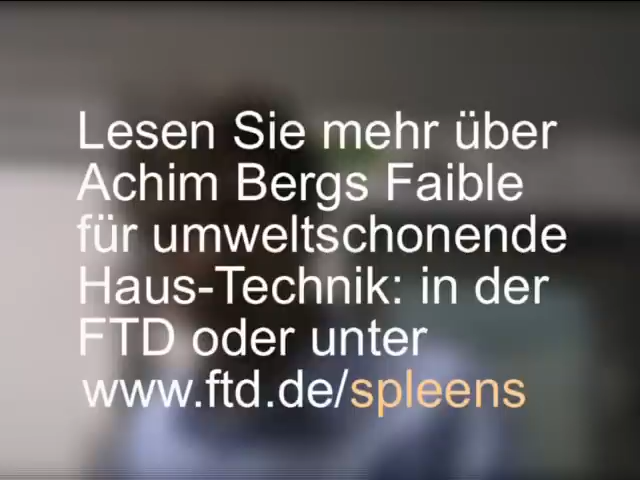 Lesen Sie mehr über
Achim Bergs Faible
für umweltschonende
Haus-Technik: in der
FTD oder unter
www.ftd.de/spleens